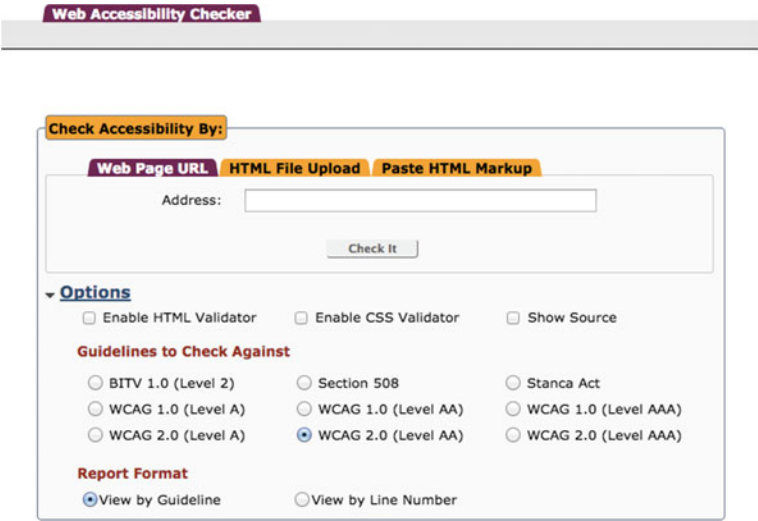 Web Accessibility Checker
Check Accessibility By:
Web Page URL HTML File Upload Paste HTML Markup
Address:
Check It
Options
Enable HTML Validator Enable CSS Validator Show Source
Guidelines to Check Against
BITV 1.0 (Level 2) Section 508 Stanca Act
WCAG 1.0 (Level A) WCAG 1.0 (Level AA) WCAG 1.0 (Level AAA)
WCAG 2.0 (Level A) WCAG 2.0 (Level AA) WCAG 2.0 (Level AAA)
Report Format
View by Guideline View by Line Number